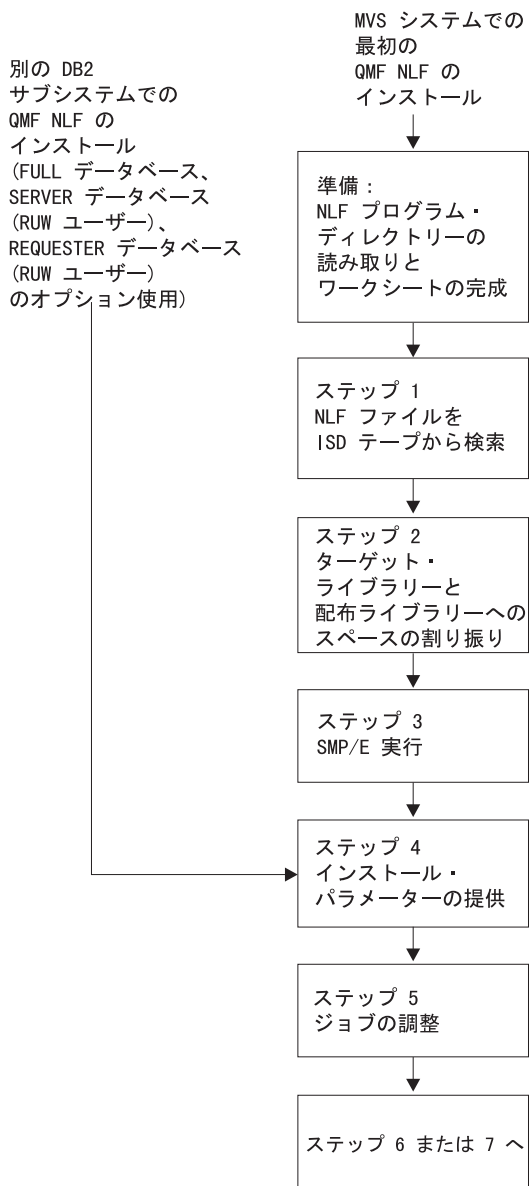 別の DB2
サブシステムでの
QMF NLF の
インストール
(FULL データベース、
SERVER データベース
(RUW ユーザー)、
REQUESTER データベース
(RUW ユーザー)
のオプション使用)
MVS システムでの
最初の
QMF NLF の
インストール
準備：
NLF プログラム・
ディレクトリーの
読み取りと
ワークシートの完成
ステップ 1
NLF ファイルを
ISD テープから検索
ステップ 2
ターゲット・
ライブラリーと
配布ライブラリーへの
スペースの割り振り
ステップ 3
SMP/E 実行
ステップ 4
インストール・
パラメーターの提供
ステップ 5
ジョブの調整
ステップ 6 または 7 へ